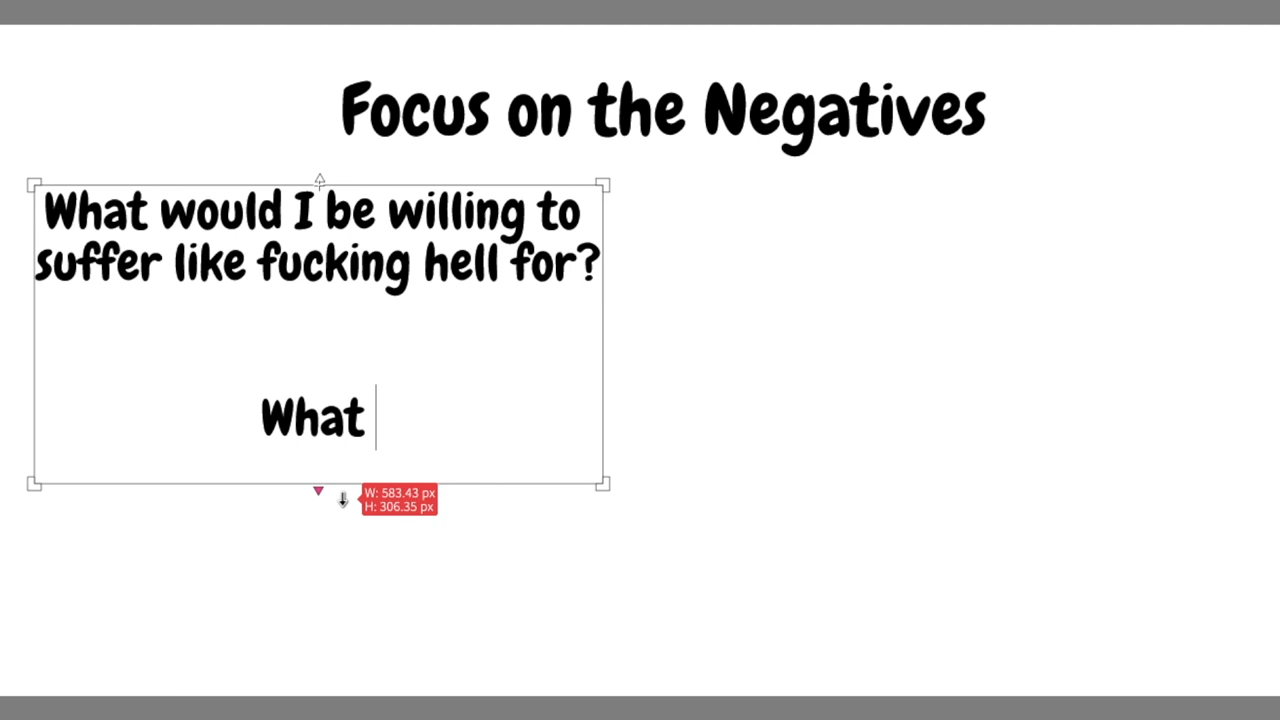 Focus on the Negatives
What would I be willing to
suffer like fucking hell for?
What
W: 583.43 px
H: 306.35 px